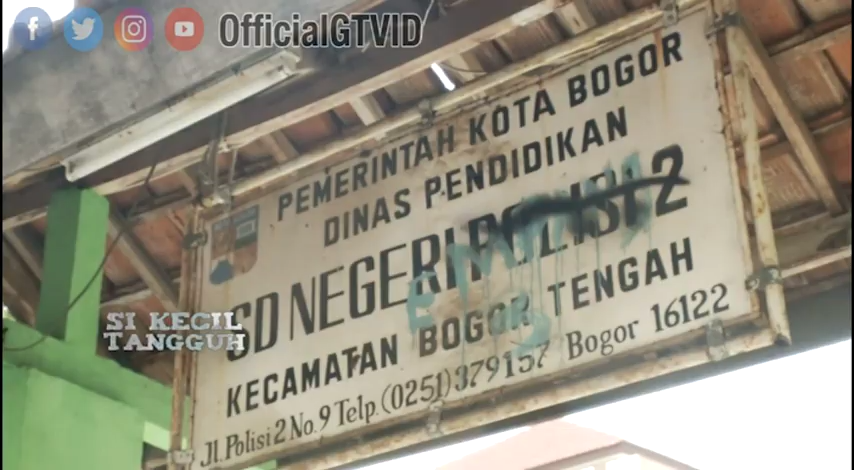 OfficialGTVID
PEMERINTAH KOTA BOGOR
DINAS PENDIDIKAN
SD NEGERI POLISI 2
KECAMATAN BOGOR TENGAH
Jl. Polisi 2 No. 9 Telp. (0251) 379157 Bogor 16122
SI KECIL
TANGGUH